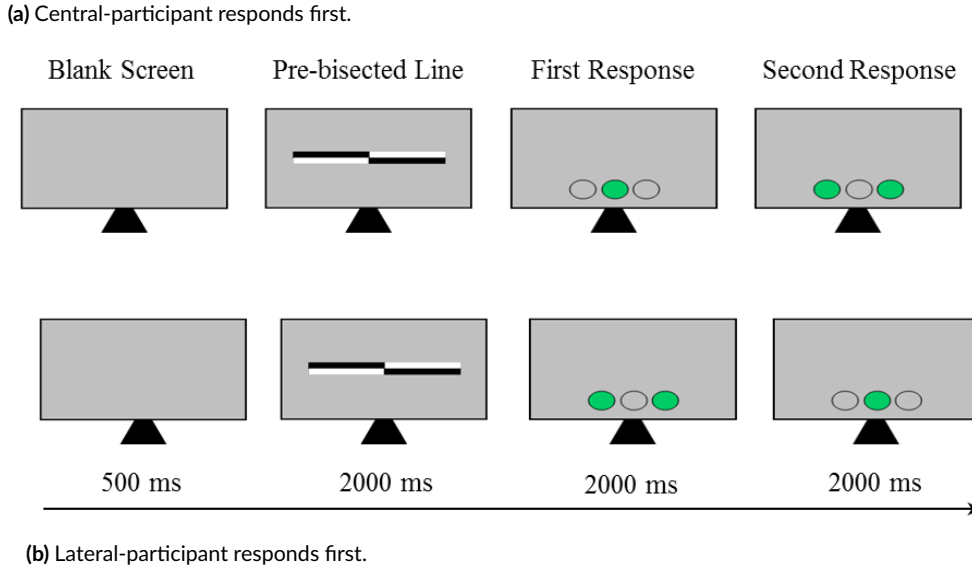 (a) Central-participant responds first.
Blank Screen Pre-bisected Line First Response Second Response
500 ms 2000 ms 2000 ms 2000 ms
(b) Lateral-participant responds first.